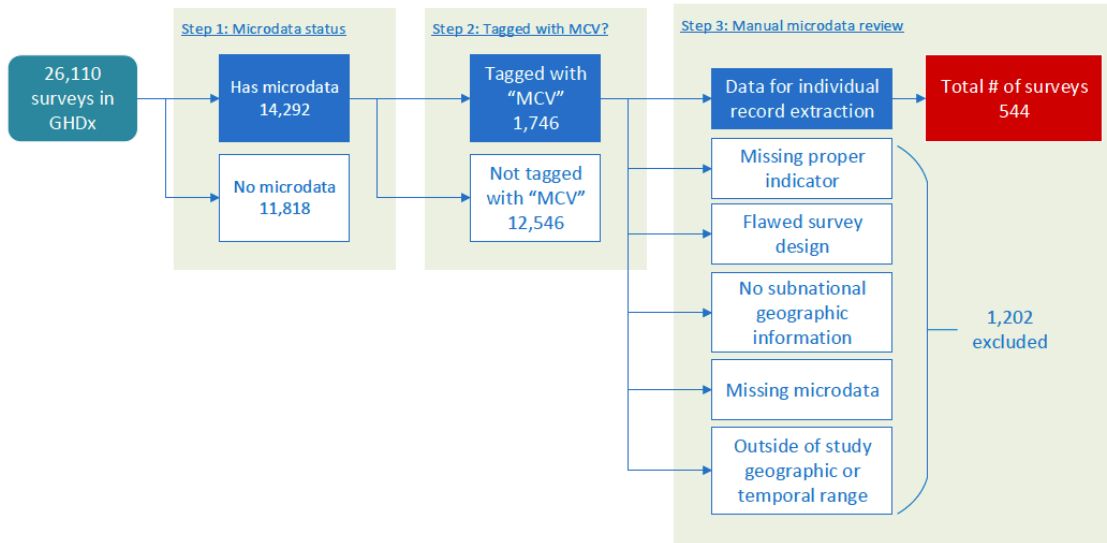 Step 1: Microdata status
Step 2: Tagged with MCV?
Step 3: Manual microdata review
26,110
surveys in
GHDx
Has microdata
14,292
No microdata
11,818
Tagged with
“MCV”
1,746
Not tagged
with “MCV”
12,546
Data for individual
record extraction
Total # of surveys
544
Missing proper
indicator
Flawed survey
design
No subnational
geographic
information
Missing microdata
Outside of study
geographic or
temporal range
1,202
excluded